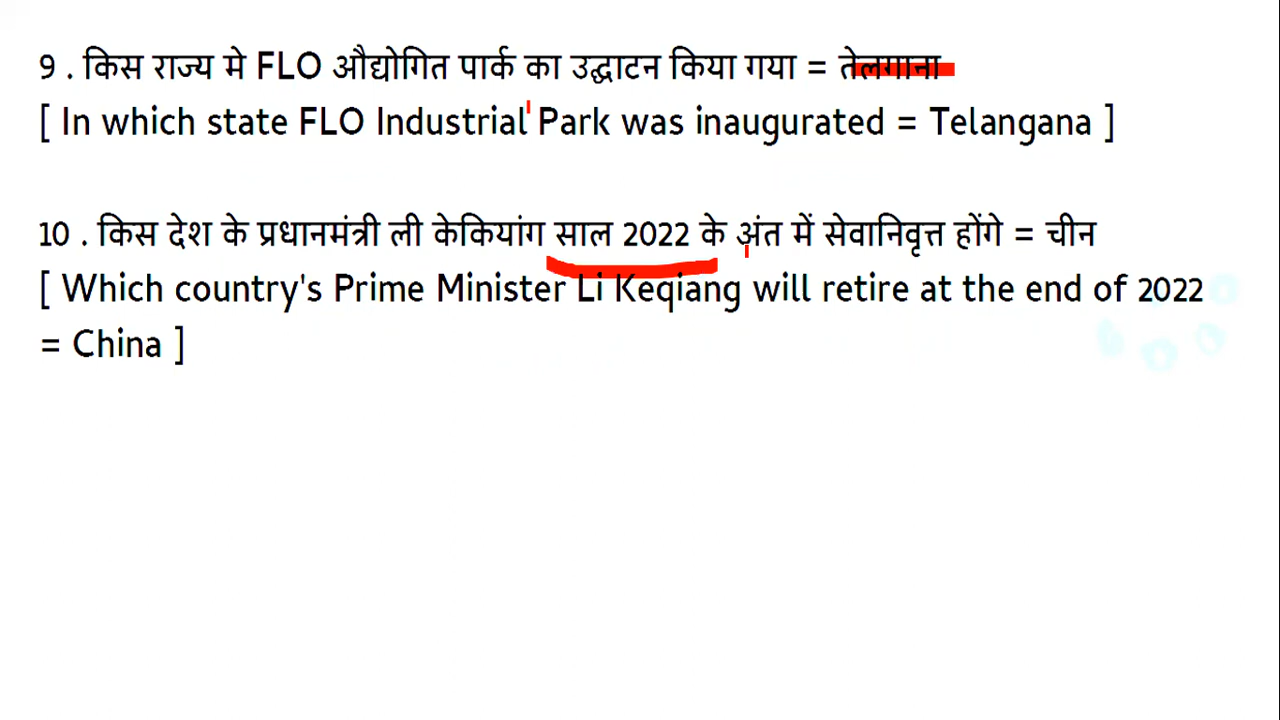 9 . किस राज्य मे FLO औद्योगित पार्क का उद्घाटन किया गया = तेलगाना
[ In which state FLO Industrial Park was inaugurated = Telangana ]
10 . किस देश के प्रधानमंत्री ली केकियांग साल 2022 के अंत में सेवानिवृत्त होंगे = चीन
[ Which country's Prime Minister Li Keqiang will retire at the end of 2022
= China ]